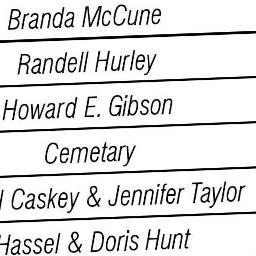 Branda McCune
Randell Hurley
Howard E. Gibson
Cemetary
Caskey & Jennifer Taylor
Hassel & Doris Hunt